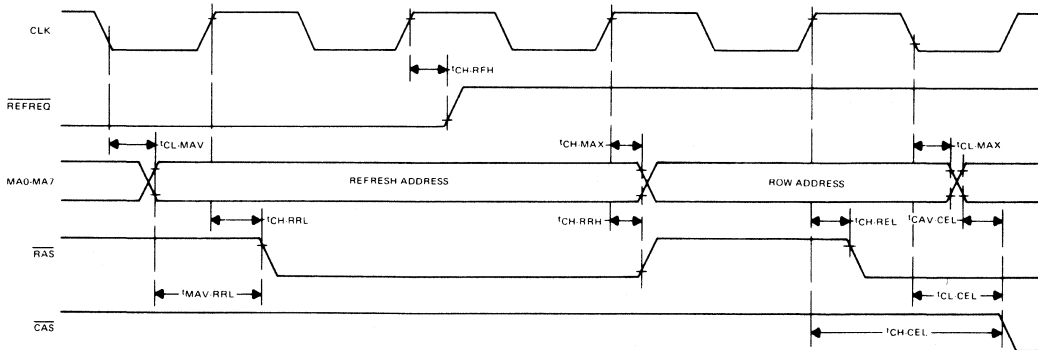 CLK
tCH-RFH
REFREQ
tCL-MAV
tCH-MAX
tCL-MAX
MA0-MA7
REFRESH ADDRESS
ROW ADDRESS
tCH-RRL
tCH-RRH
tCH-REL
tCAV-CEL
RAS
tMAV-RRL
tCL-CEL
CAS
tCH-CEL